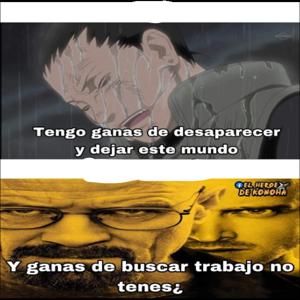 Tengo ganas de desaparecer
y dejar este mundo
EL HEROE
DE KONOHA
Y ganas de buscar trabajo no
tenes¿